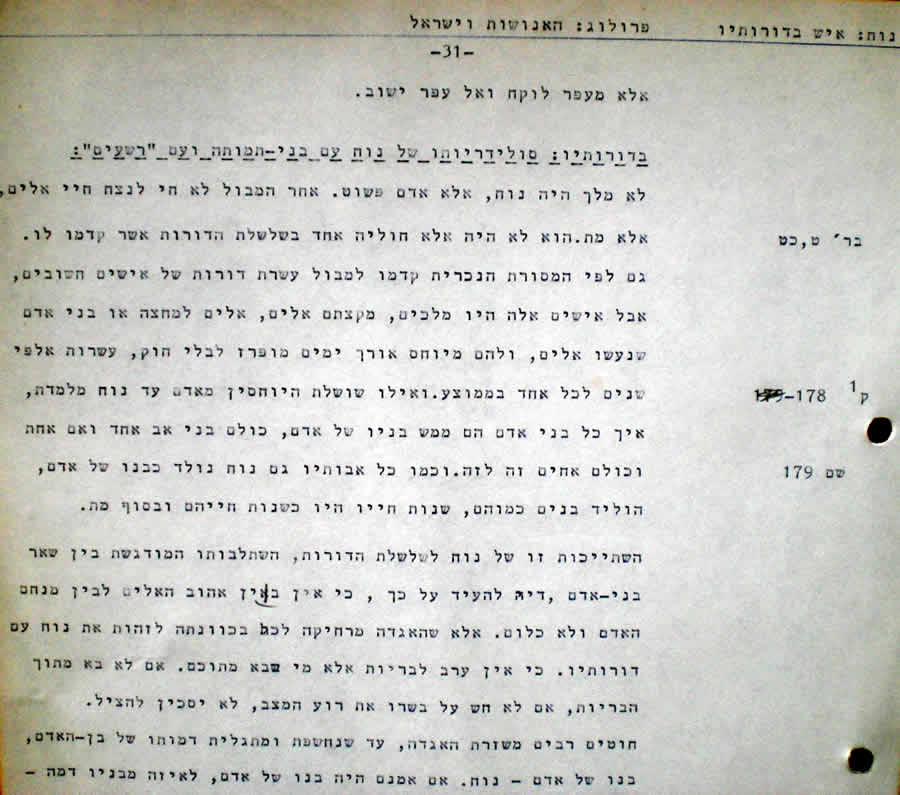 נוח: איש בדורותיו פרולוג: האנושות וישראל
-31-
אלא מעפר לוקח ואל עפר ישוב.
בדורותיו: סולידריותו של נוח עם בני-תמותה ועם "רשעים":
לא מלך היה נוח, אלא אדם פשוט. אחר המבול לא חי לנצח חיי אלים,
אלא מת.הוא לא היה אלא חוליה אחד בשלשלת הדורות אשר קדמו לו. בר' ט,כט
גם לפי המסורת הנכרית קדמו למבול עשרת דורות של אישים חשובים,
אבל אישים אלה היו מלכים, מקצתם אלים, אלים למחצה או בני אדם
שנעשו אלים, ולהם מיוחס אורך ימים מופרז לבלי חוק, עשרות אלפי
שנים לכל אחד בממוצע.ואילו שושלת היוחסין מאדם עד נוח מלמדת, ק1 178-179
איך כל בני אדם הם ממש בניו של אדם, כולם בני אב אחד ואם אחת
וכולם אחים זה לזה.וכמו כל אבותיו גם נוח נולד כבנו של אדם, שם 179
הוליד בנים כמוהם, שנות חייו היו כשנות חייהם ובסוף מת.
השתייכות זו של נוח לשלשלת הדורות, השתלבותו המודגשת בין שאר
בני-אדם ,דיה להעיד על כך , כי אין בין אהוב האלים לבין מנחם
האדם ולא כלום. אלא שהאגדה מרחיקה לכת בכוונתה לזהות את נוח עם
דורותיו. כי אין ערב לבריות אלא מי שבא מתוכם. אם לא בא מתוך
הבריות, אם לא חש על בשרו את רוע המצב, לא יסכין להציל.
חוטים רבים משזרת האגדה, עד שנחשפת ומתגלית דמותו של בן-האדם,
בנו של אדם - נוח. אם אמנם היה בנו של אדם, לאיזה מבניו דמה -